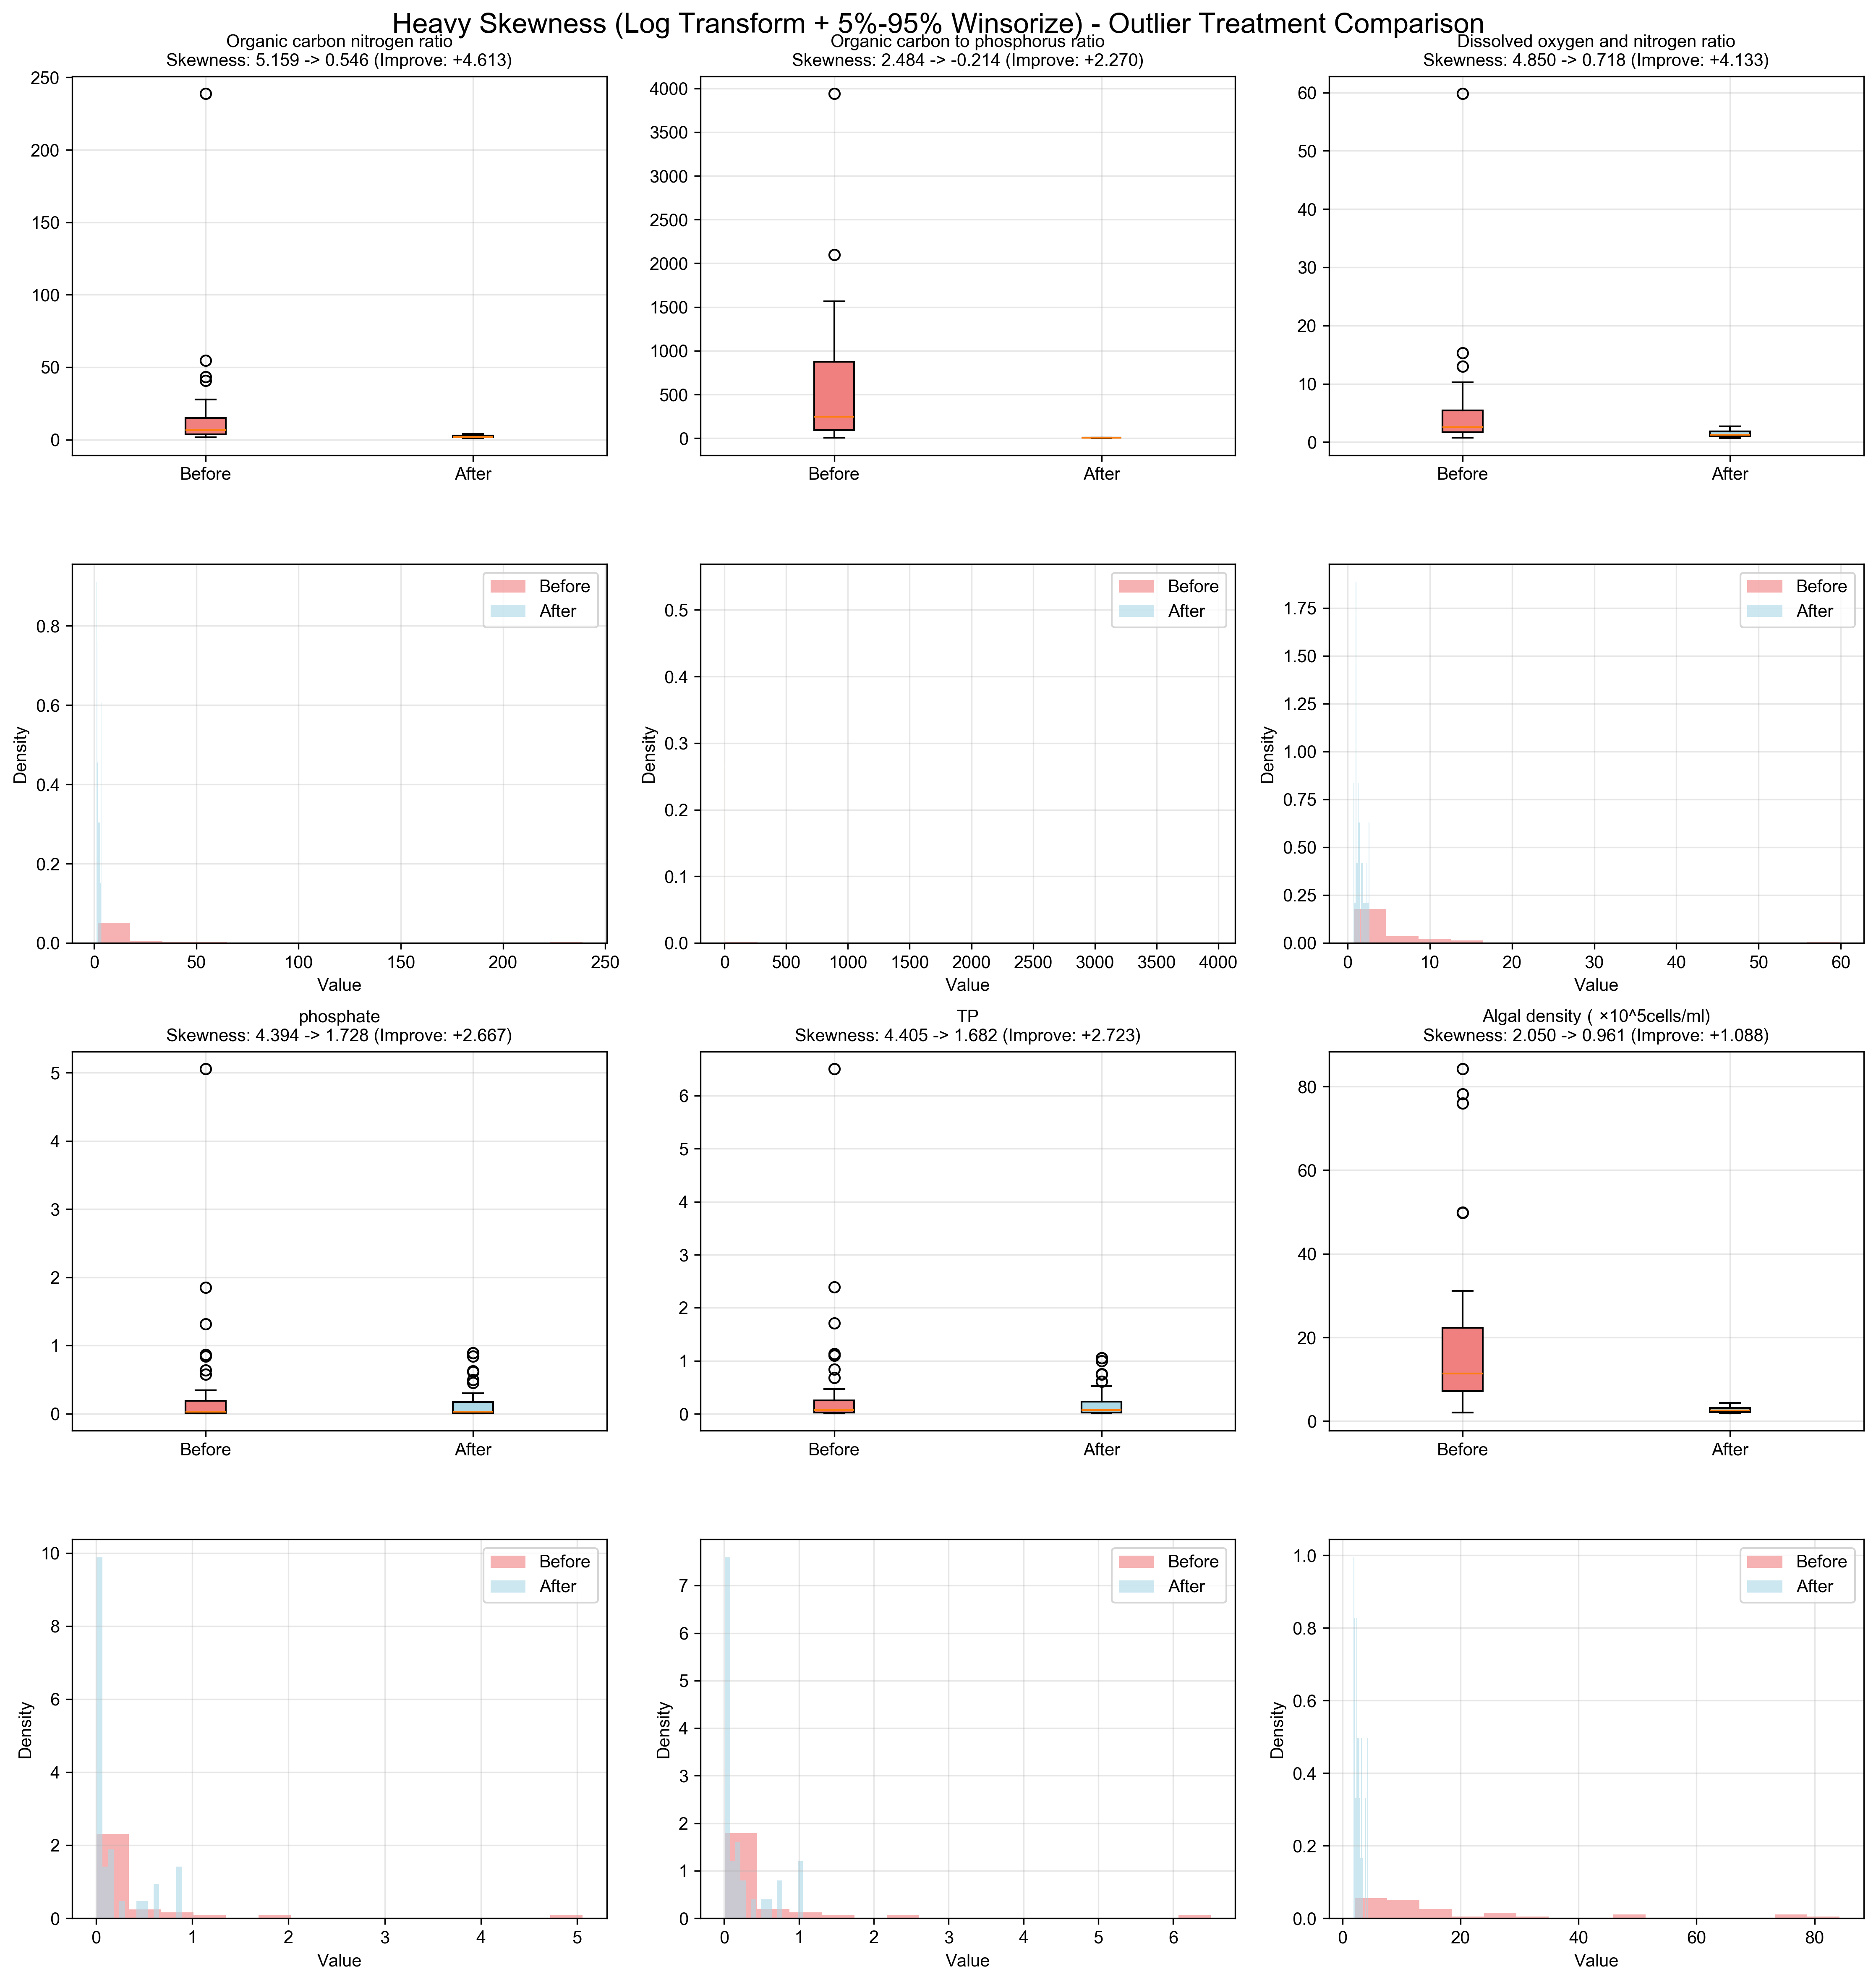 Heavy Skewness (Log Transform + 5%-95% Winsorize) - Outlier Treatment Comparison
Organic carbon nitrogen ratio
Skewness: 5.159 -> 0.546 (Improve: +4.613)
250
200
150
100
50
0
Before
After
Organic carbon to phosphorus ratio
Skewness: 2.484 -> -0.214 (Improve: +2.270)
4000
3500
3000
2500
2000
1500
1000
500
0
Before
After
Dissolved oxygen and nitrogen ratio
Skewness: 4.850 -> 0.718 (Improve: +4.133)
60
50
40
30
20
10
0
Before
After
Before
After
Density
0.8
0.6
0.4
0.2
0.0
0
50
100
150
200
250
Value
Before
After
Density
0.5
0.4
0.3
0.2
0.1
0.0
0
500
1000
1500
2000
2500
3000
3500
4000
Value
Before
After
Density
1.75
1.50
1.25
1.00
0.75
0.50
0.25
0.00
0
10
20
30
40
50
60
Value
phosphate
Skewness: 4.394 -> 1.728 (Improve: +2.667)
5
4
3
2
1
0
Before
After
TP
Skewness: 4.405 -> 1.682 (Improve: +2.723)
6
5
4
3
2
1
0
Before
After
Algal density ( ×10^5cells/ml)
Skewness: 2.050 -> 0.961 (Improve: +1.088)
80
60
40
20
0
Before
After
Before
After
Density
10
8
6
4
2
0
0
1
2
3
4
5
Value
Before
After
Density
7
6
5
4
3
2
1
0
0
1
2
3
4
5
6
Value
Before
After
Density
1.0
0.8
0.6
0.4
0.2
0.0
0
20
40
60
80
Value